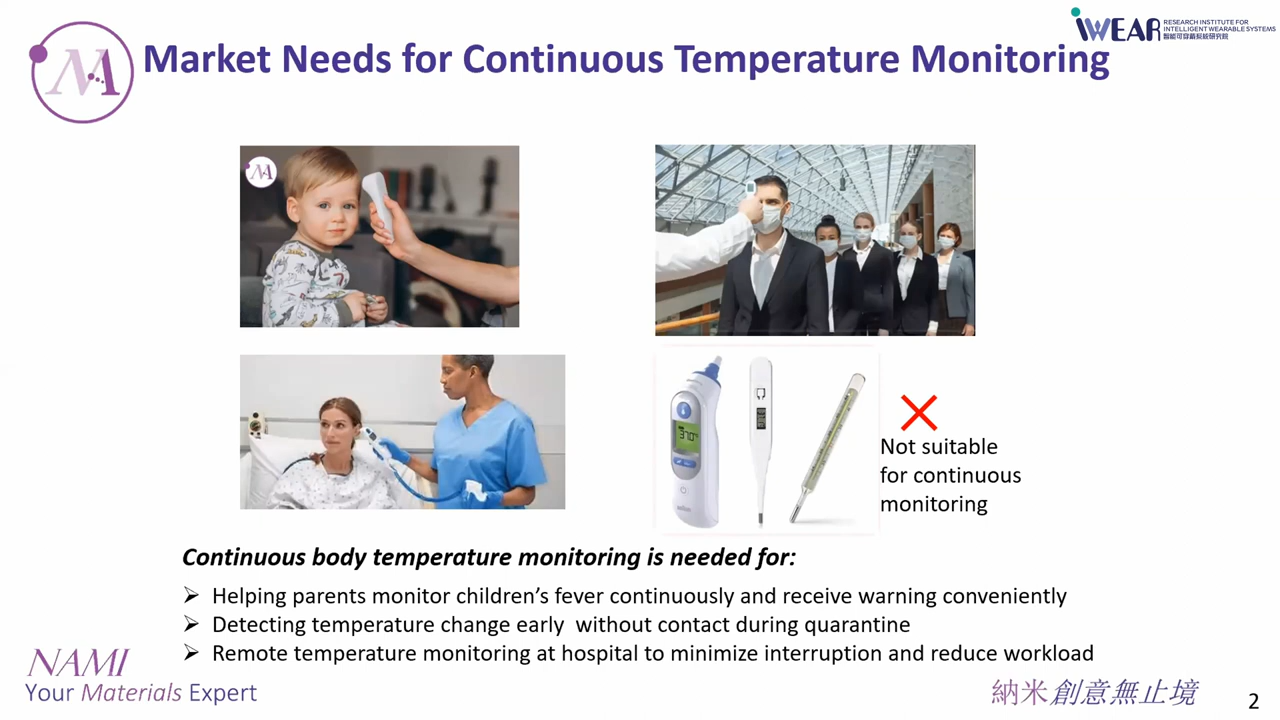 iWEAR
RESEARCH INSTITUTE FOR
INTELLIGENT WEARABLE SYSTEMS
智能可穿戴系統研究院
Market Needs for Continuous Temperature Monitoring
Not suitable
for continuous
monitoring
Continuous body temperature monitoring is needed for:
➢ Helping parents monitor children’s fever continuously and receive warning conveniently
➢ Detecting temperature change early without contact during quarantine
➢ Remote temperature monitoring at hospital to minimize interruption and reduce workload
NAMI
Your Materials Expert
納米創意無止境
2